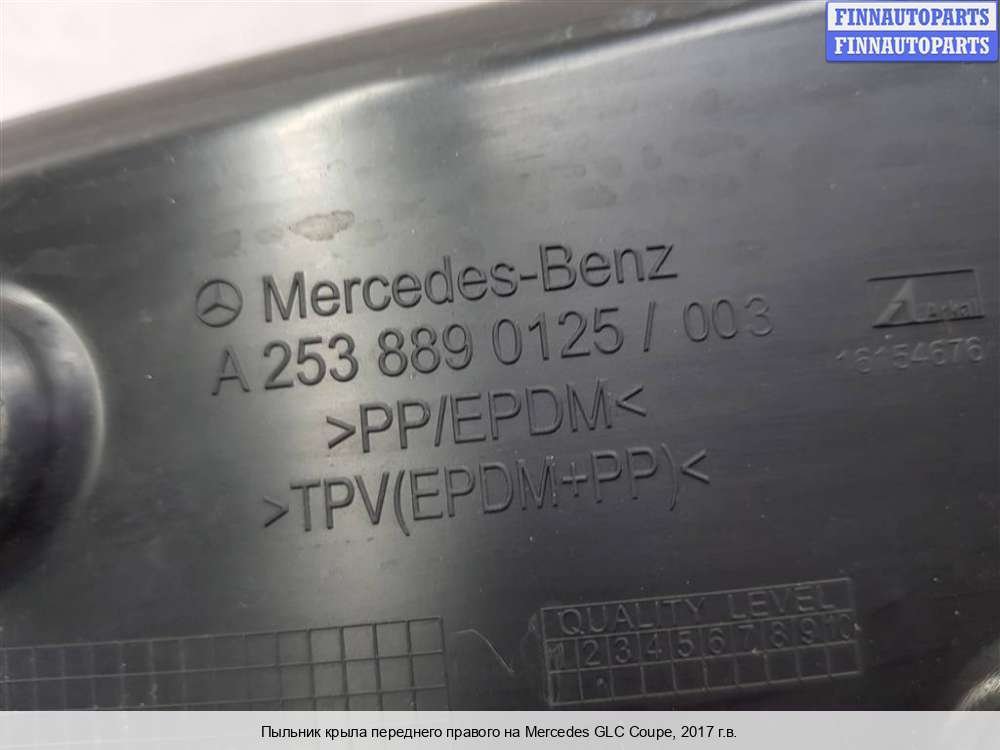 FINNAUTOPARTS
FINNAUTOPARTS
Mercedes-Benz
A 253 889 0125 / 003
Arkal
16154676
>PP/EPDM<
>TPV(EPDM+PP)<
QUALITY LEVEL
1 2 3 4 5 6 7 8 9 10
Пыльник крыла переднего правого на Mercedes GLC Coupe, 2017 г.в.